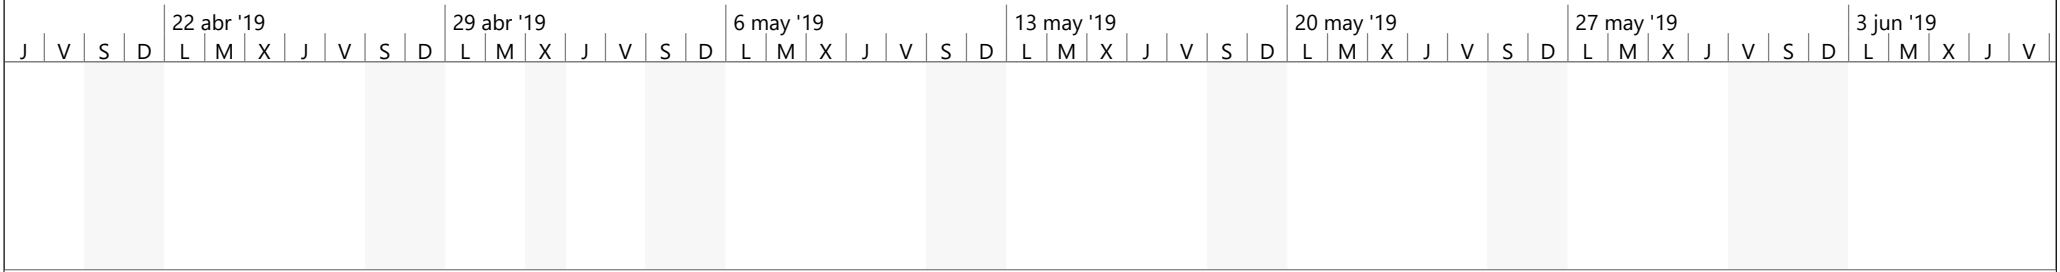 22 abr '19 29 abr '19 6 may '19 13 may '19 20 may '19 27 may '19 3 jun '19
J V S D L M X J V S D L M X J V S D L M X J V S D L M X J V S D L M X J V S D L M X J V S D L M X J V